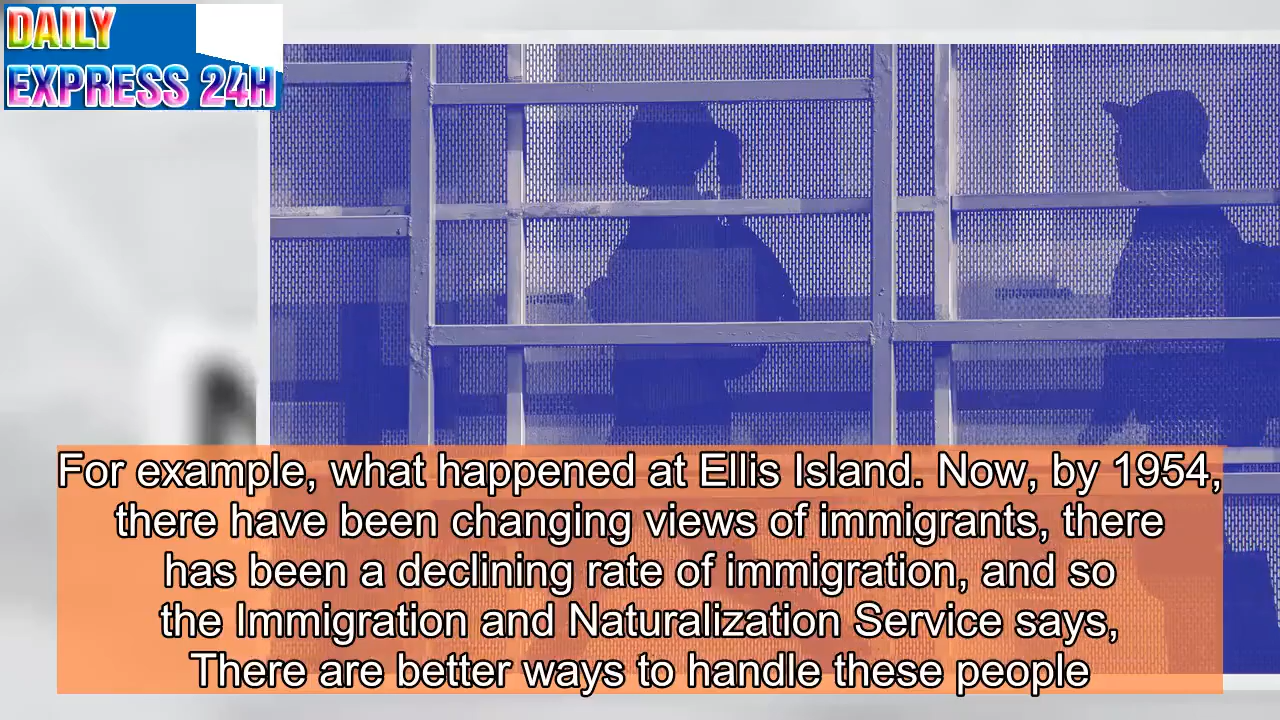 DAILY
EXPRESS 24H
For example, what happened at Ellis Island. Now, by 1954,
there have been changing views of immigrants, there
has been a declining rate of immigration, and so
the Immigration and Naturalization Service says,
There are better ways to handle these people